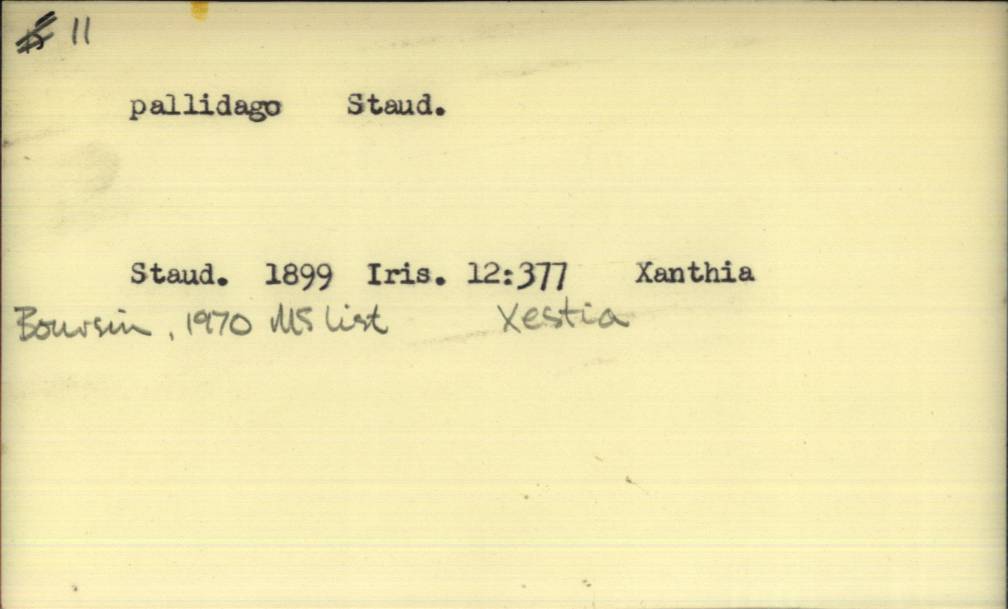 11
pallidago Staud.
Staud. 1899 Iris. 12:377 Xanthia
Boursin, 1970 MS list Xestia